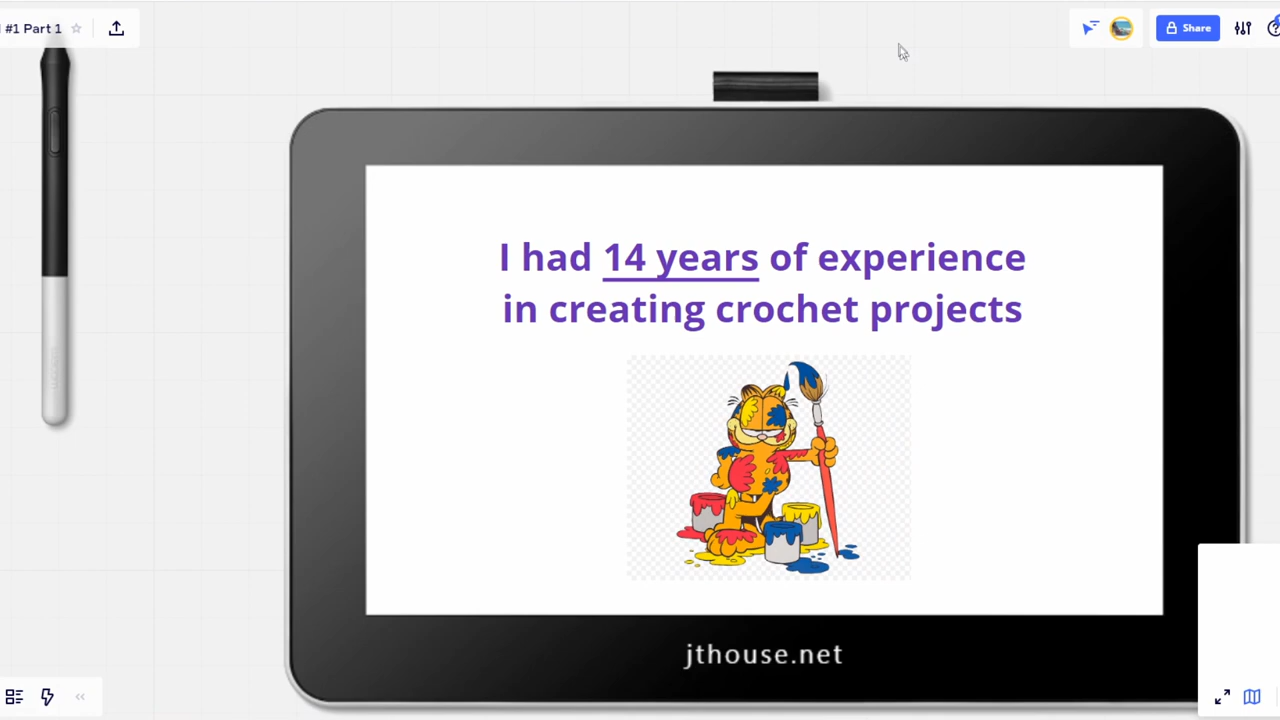 #1 Part 1
Share
I had 14 years of experience
in creating crochet projects
jthouse.net